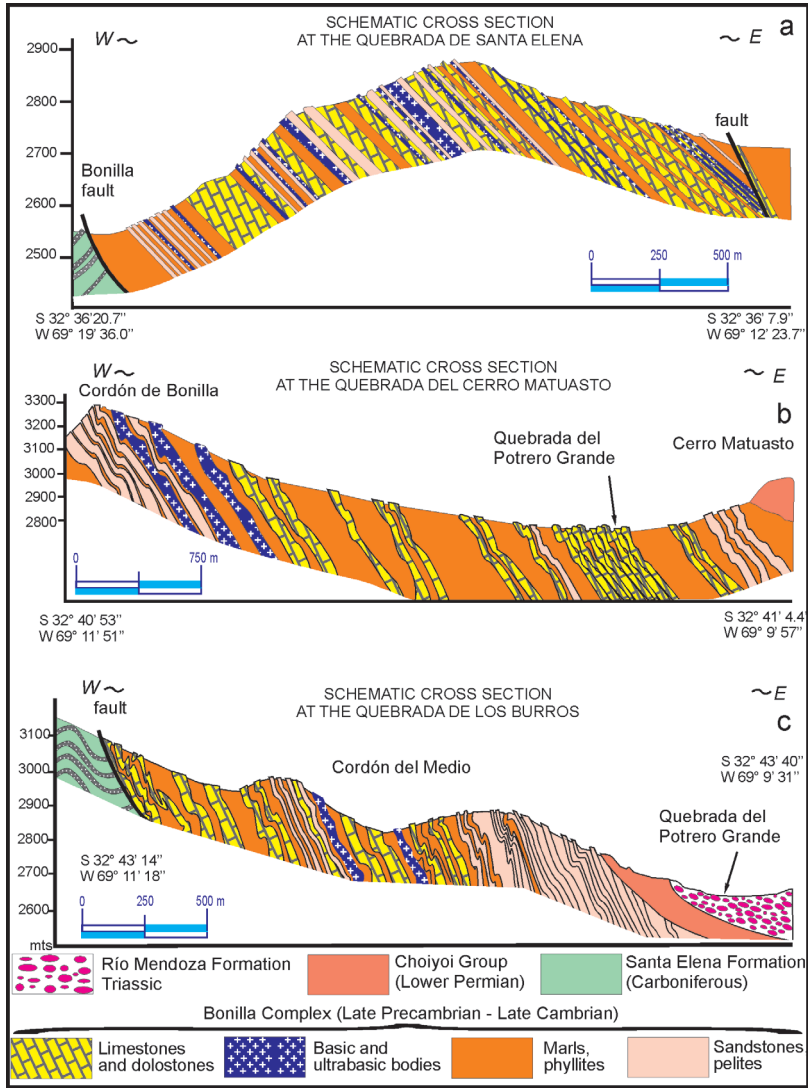 SCHEMATIC CROSS SECTION
AT THE QUEBRADA DE SANTA ELENA
a
W
E
2900
2800
2700
2600
2500
Bonilla
fault
fault
0 250 500 m
S 32° 36'20.7"
W 69° 19' 36.0"
S 32° 36' 7.9"
W 69° 12' 23.7"
SCHEMATIC CROSS SECTION
AT THE QUEBRADA DEL CERRO MATUASTO
b
W
E
Cordón de Bonilla
3300
3200
3100
3000
2900
2800
Quebrada del
Potrero Grande
Cerro Matuasto
0 750 m
S 32° 40' 53"
W 69° 11' 51"
S 32° 41' 4.4"
W 69° 9' 57"
SCHEMATIC CROSS SECTION
AT THE QUEBRADA DE LOS BURROS
c
W
E
fault
3100
3000
2900
2800
2700
2600
mts
Cordón del Medio
S 32° 43' 40"
W 69° 9' 31"
Quebrada del
Potrero Grande
S 32° 43' 14"
W 69° 11' 18"
0 250 500 m
Río Mendoza Formation
Triassic
Choiyoi Group
(Lower Permian)
Santa Elena Formation
(Carboniferous)
Bonilla Complex (Late Precambrian - Late Cambrian)
Limestones
and dolostones
Basic and
ultrabasic bodies
Marls,
phyllites
Sandstones,
pelites